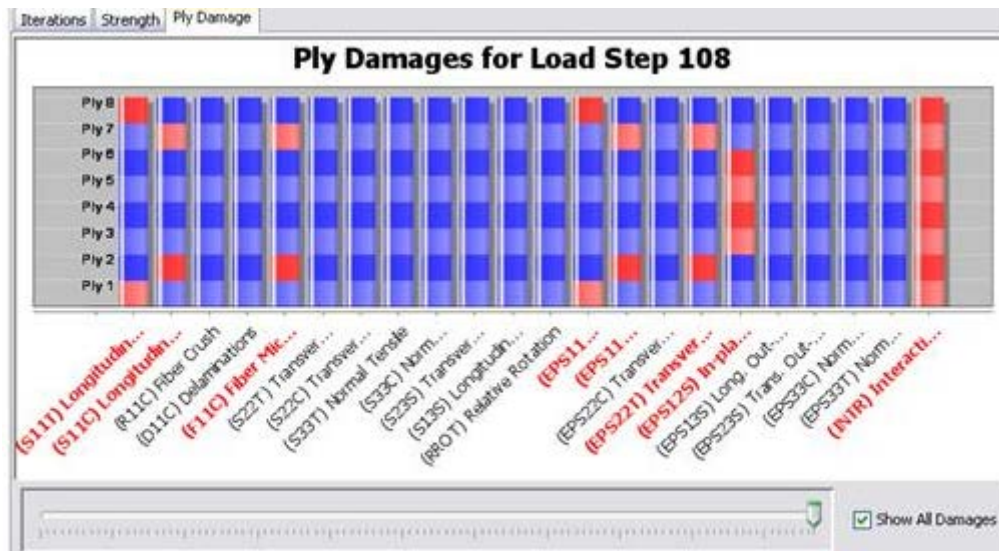 Iterations Strength Ply Damage
Ply Damages for Load Step 108
Ply 8
Ply 7
Ply 6
Ply 5
Ply 4
Ply 3
Ply 2
Ply 1
(S11T) Longitudin...
(S11C) Longitudin...
(R11C) Fiber Crush
(D11C) Delaminations
(F11C) Fiber Mic...
(S22T) Transver...
(S22C) Transver...
(S33T) Normal Tensile
(S33C) Norm...
(S23S) Transver...
(S13S) Longitudin...
(RROT) Relative Rotation
(EPS11...
(EPS11...
(EPS22C) Transver...
(EPS22T) Transver...
(EPS12S) In-pla...
(EPS13S) Long. Out-...
(EPS23S) Trans. Out-...
(EPS33C) Norm...
(EPS33T) Norm...
(INTR) Interacti...
Show All Damages